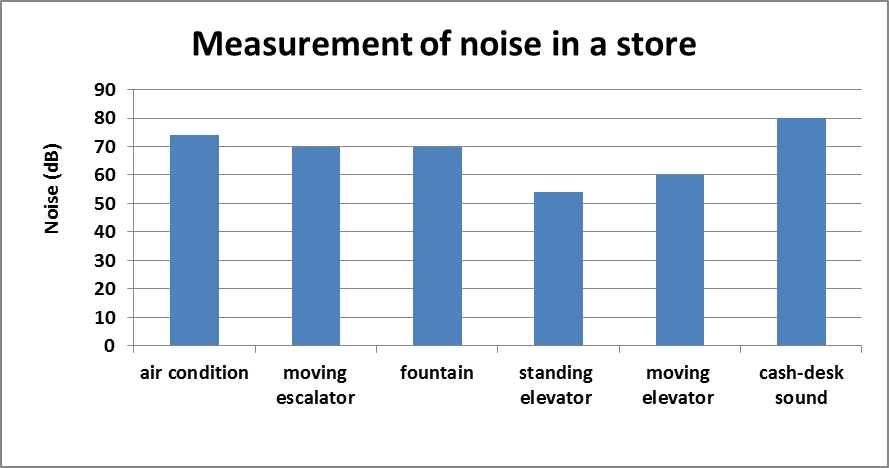 Measurement of noise in a store
90
80
70
60
50
40
30
20
10
0
Noise (dB)
air condition
moving
escalator
fountain
standing
elevator
moving
elevator
cash-desk
sound